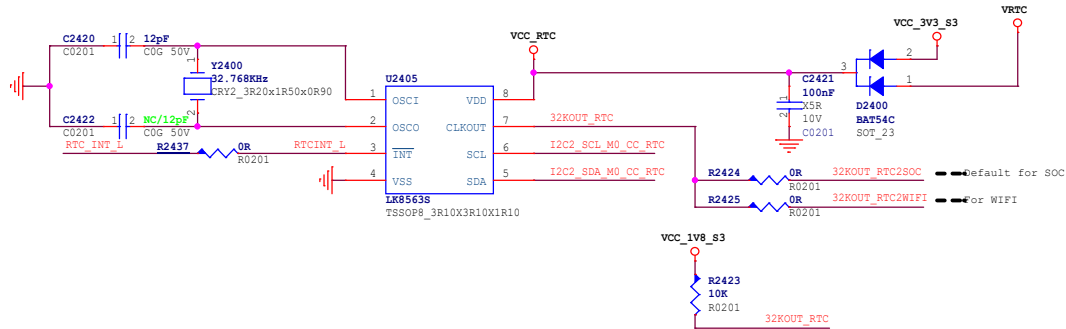 VRTC
VCC_3V3_S3
VCC_RTC
C2420 1 2 12pF
C0201 C0G 50V
1
Y2400
32.768KHz
CRY2_3R20x1R50x0R90
2
C2422 1 2 NC/12pF
C0201 C0G 50V
RTC_INT_L R2437 0R RTCINT_L
R0201
U2405
1 OSCI VDD 8
2 OSCO CLKOUT 7 32KOUT_RTC
3 INT SCL 6 I2C2_SCL_M0_CC_RTC
4 VSS SDA 5 I2C2_SDA_M0_CC_RTC
LK8563S
TSSOP8_3R10X3R10X1R10
C2421
100nF
1 X5R
2 10V
C0201
3 2
1
D2400
BAT54C
SOT_23
R2424 0R 32KOUT_RTC2SOC Default for SOC
R0201
R2425 0R 32KOUT_RTC2WIFI For WIFI
R0201
VCC_1V8_S3
R2423
10K
R0201
32KOUT_RTC